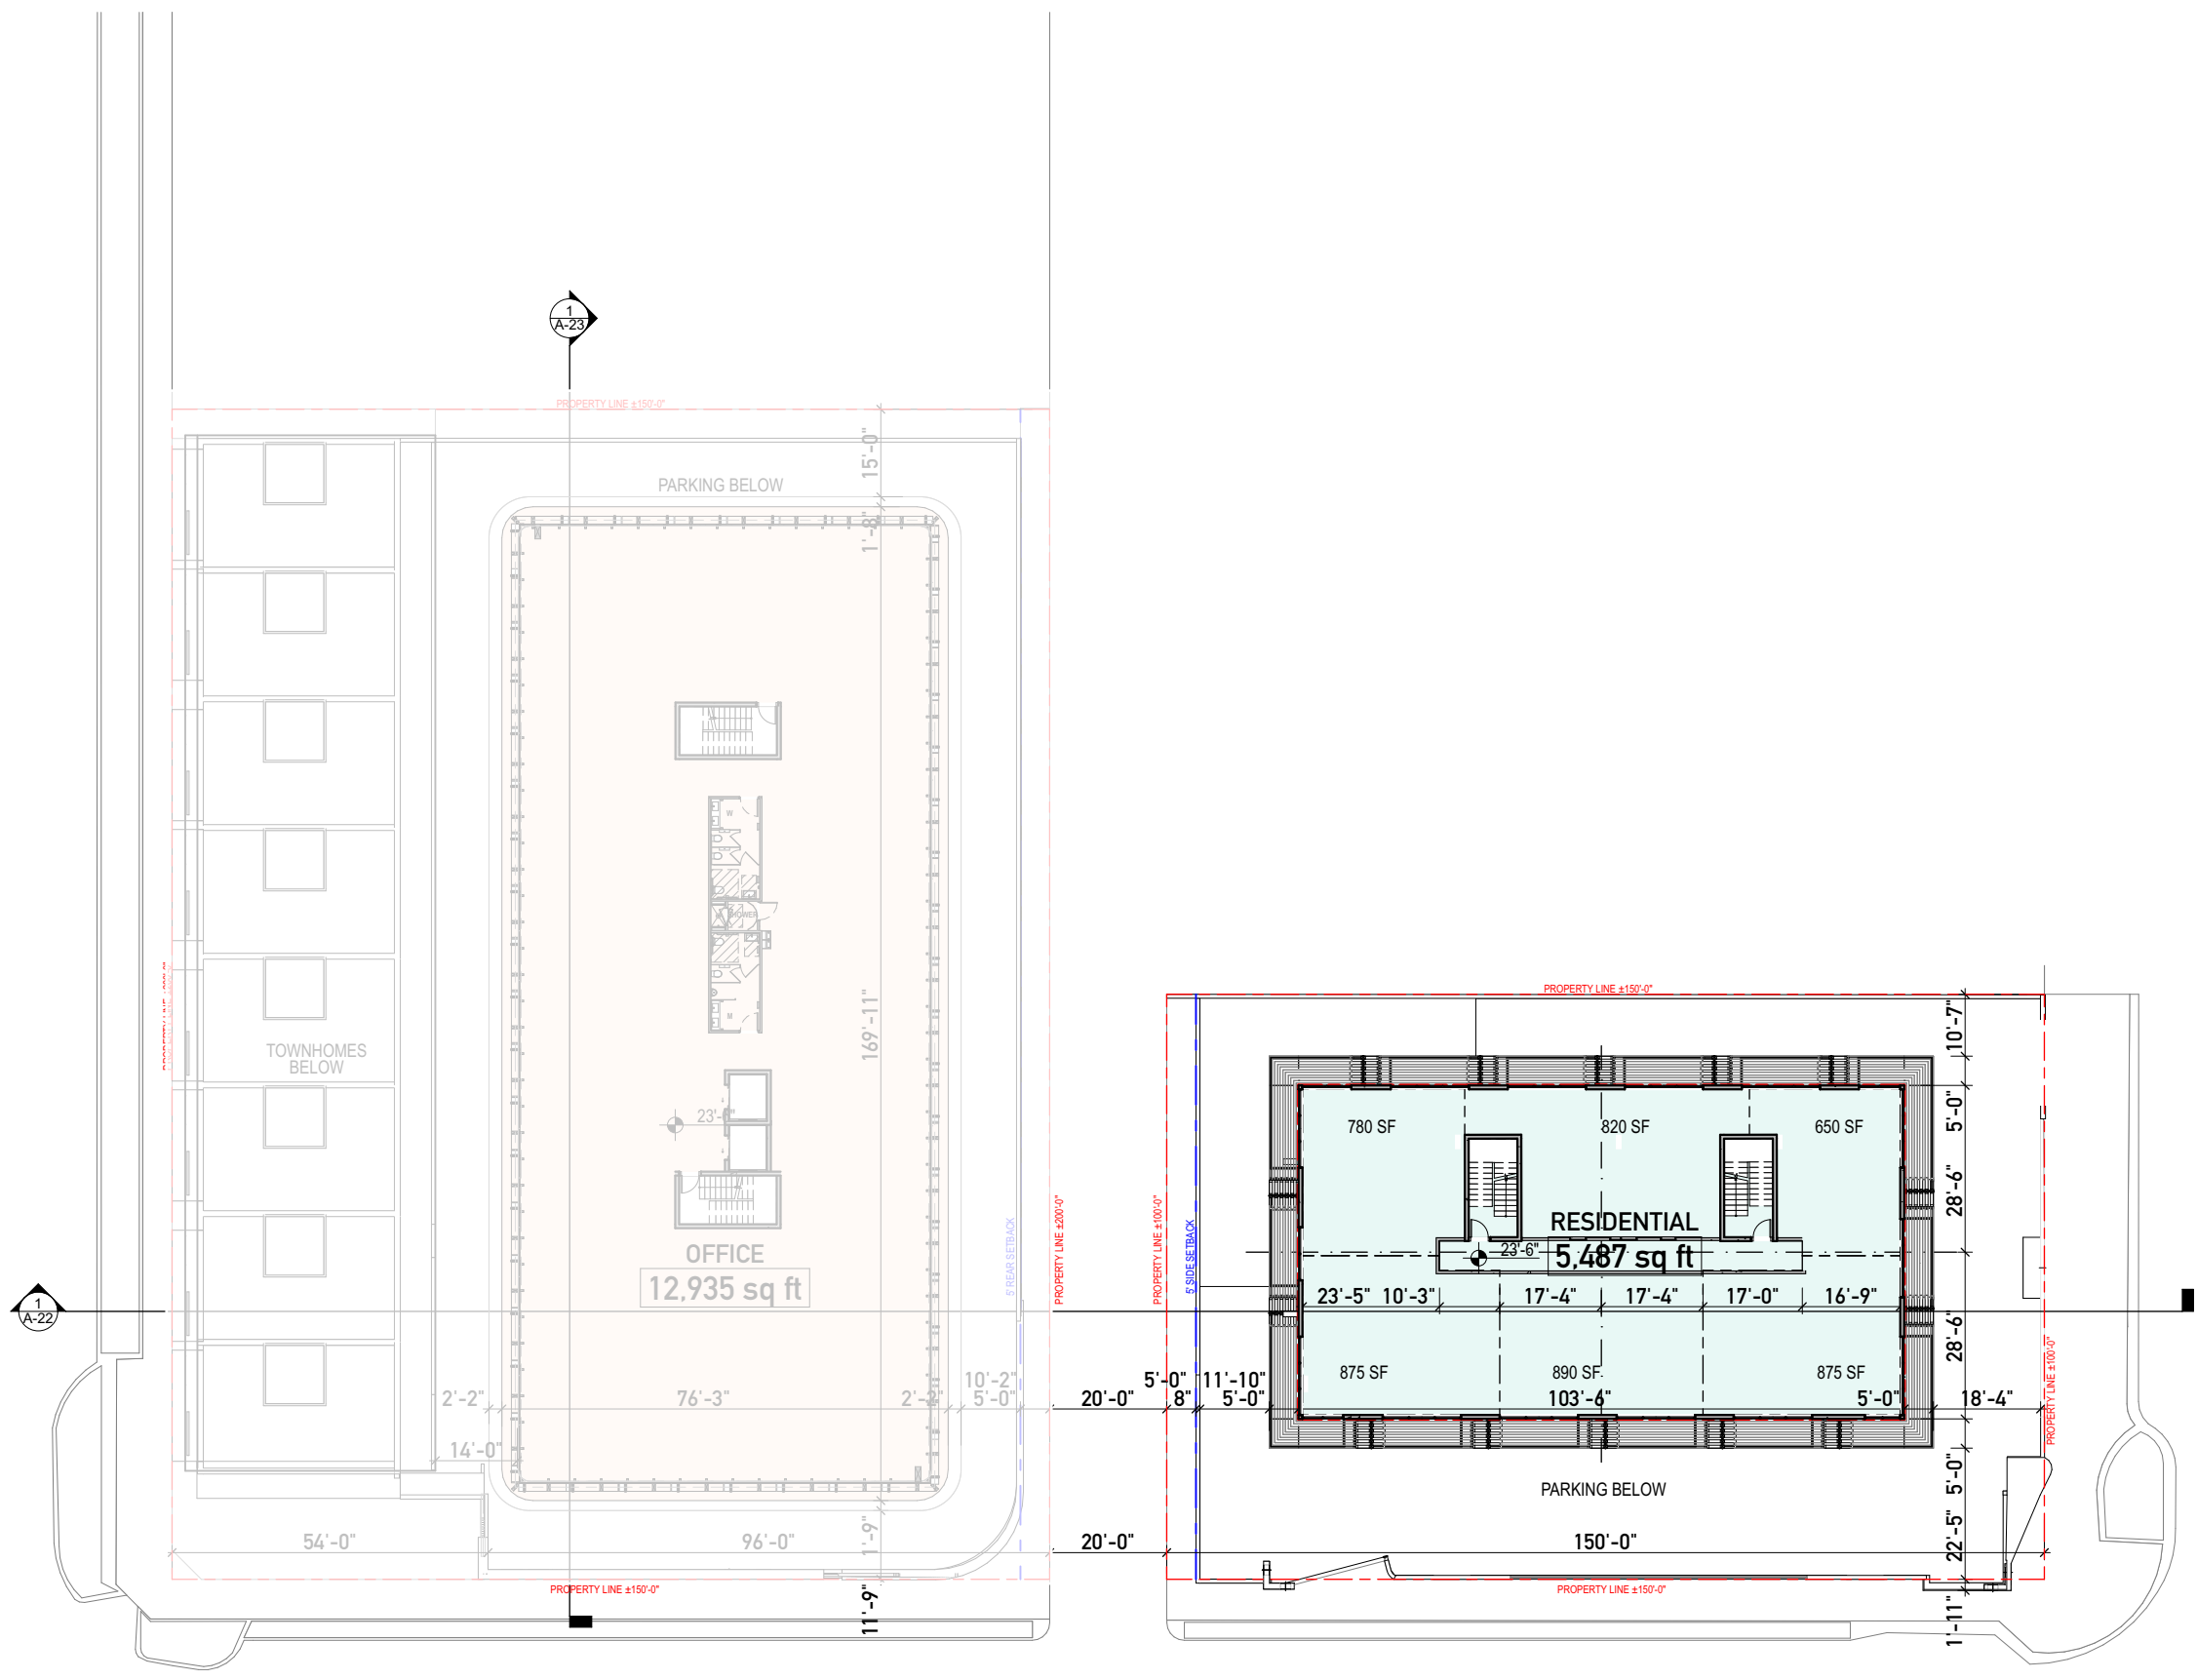 1
A-23
PROPERTY LINE ±150'-0"
15'-0"
PARKING BELOW
1'-8"
W
SHOWER
M
169'-11"
TOWNHOMES
BELOW
OFFICE
12,935 sq ft
5' REAR SETBACK
PROPERTY LINE ±200'-0"
1
A-22
2'-2"
76'-3"
2'-2"
10'-2"
5'-0"
14'-0"
54'-0"
96'-0"
1'-9"
11'-9"
PROPERTY LINE ±150'-0"
20'-0"
20'-0"
PROPERTY LINE ±150'-0"
PROPERTY LINE ±100'-0"
5' SIDE SETBACK
10'-7"
5'-0"
28'-6"
28'-6"
5'-0"
22'-5"
1'-11"
780 SF
820 SF
650 SF
RESIDENTIAL
23'-6"
5,487 sq ft
23'-5"
10'-3"
17'-4"
17'-4"
17'-0"
16'-9"
875 SF
890 SF
875 SF
5'-0"
8"
11'-10"
5'-0"
103'-6"
5'-0"
18'-4"
PROPERTY LINE ±100'-0"
PARKING BELOW
150'-0"
PROPERTY LINE ±150'-0"